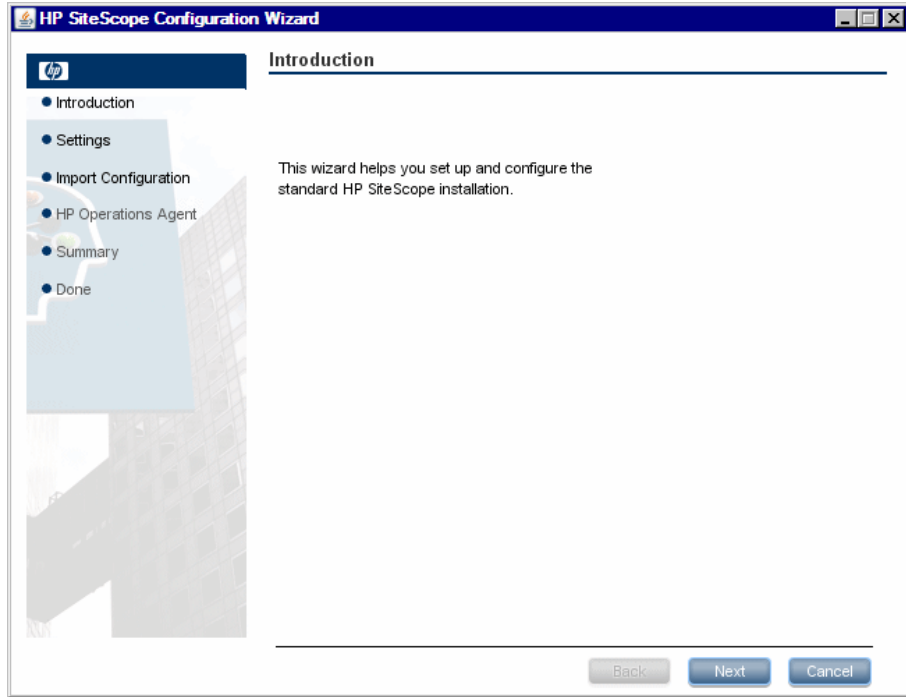 HP SiteScope Configuration Wizard
hp
Introduction
Settings
Import Configuration
HP Operations Agent
Summary
Done
Introduction
This wizard helps you set up and configure the
standard HP SiteScope installation.
Back
Next
Cancel